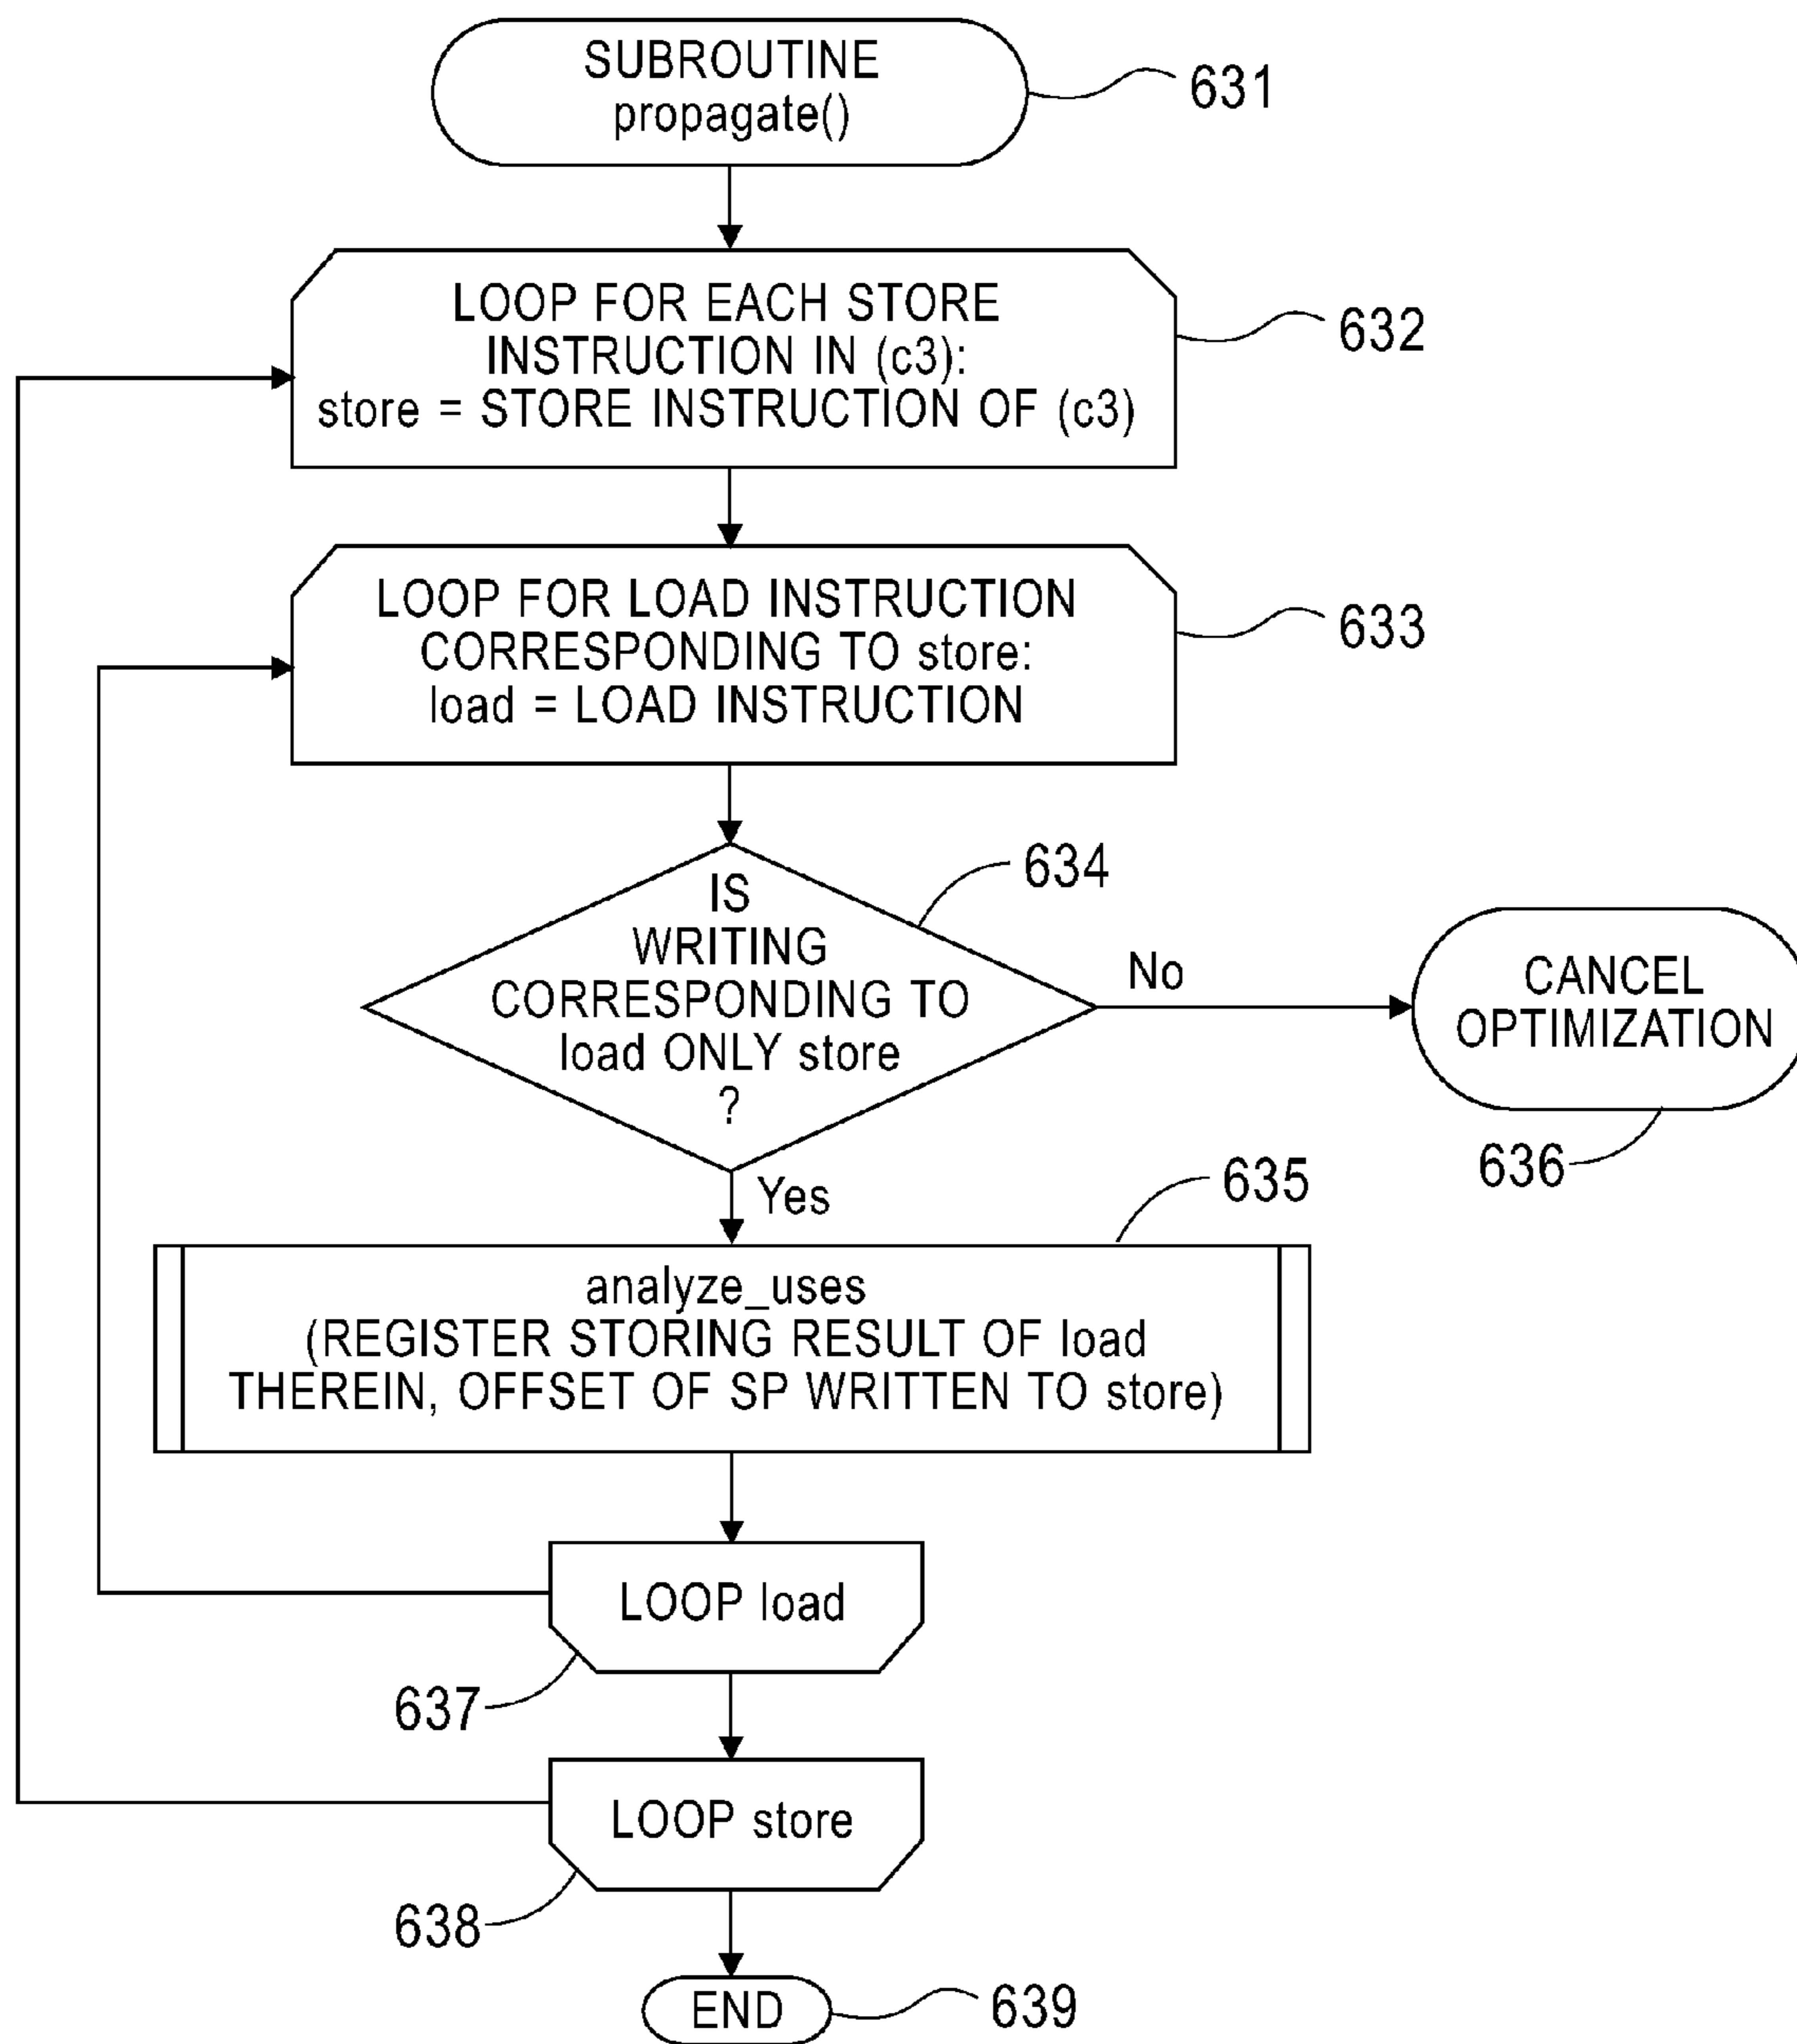 SUBROUTINE
propagate()
631
LOOP FOR EACH STORE
INSTRUCTION IN (c3):
store = STORE INSTRUCTION OF (c3)
632
LOOP FOR LOAD INSTRUCTION
CORRESPONDING TO store:
load = LOAD INSTRUCTION
633
IS
WRITING
CORRESPONDING TO
load ONLY store
?
634
No
CANCEL
OPTIMIZATION
636
Yes
635
analyze_uses
(REGISTER STORING RESULT OF load
THEREIN, OFFSET OF SP WRITTEN TO store)
LOOP load
637
LOOP store
638
END
639